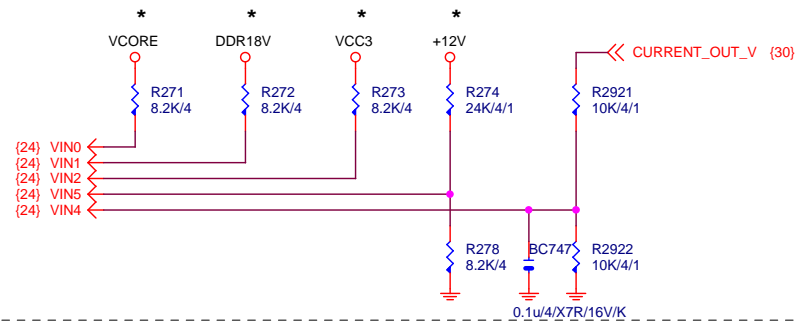 * * * *
VCORE DDR18V VCC3 +12V
CURRENT_OUT_V {30}
R271 R272 R273 R274 R2921
8.2K/4 8.2K/4 8.2K/4 24K/4/1 10K/4/1
{24} VIN0
{24} VIN1
{24} VIN2
{24} VIN5
{24} VIN4
R278 BC747 R2922
8.2K/4 10K/4/1
0.1u/4/X7R/16V/K